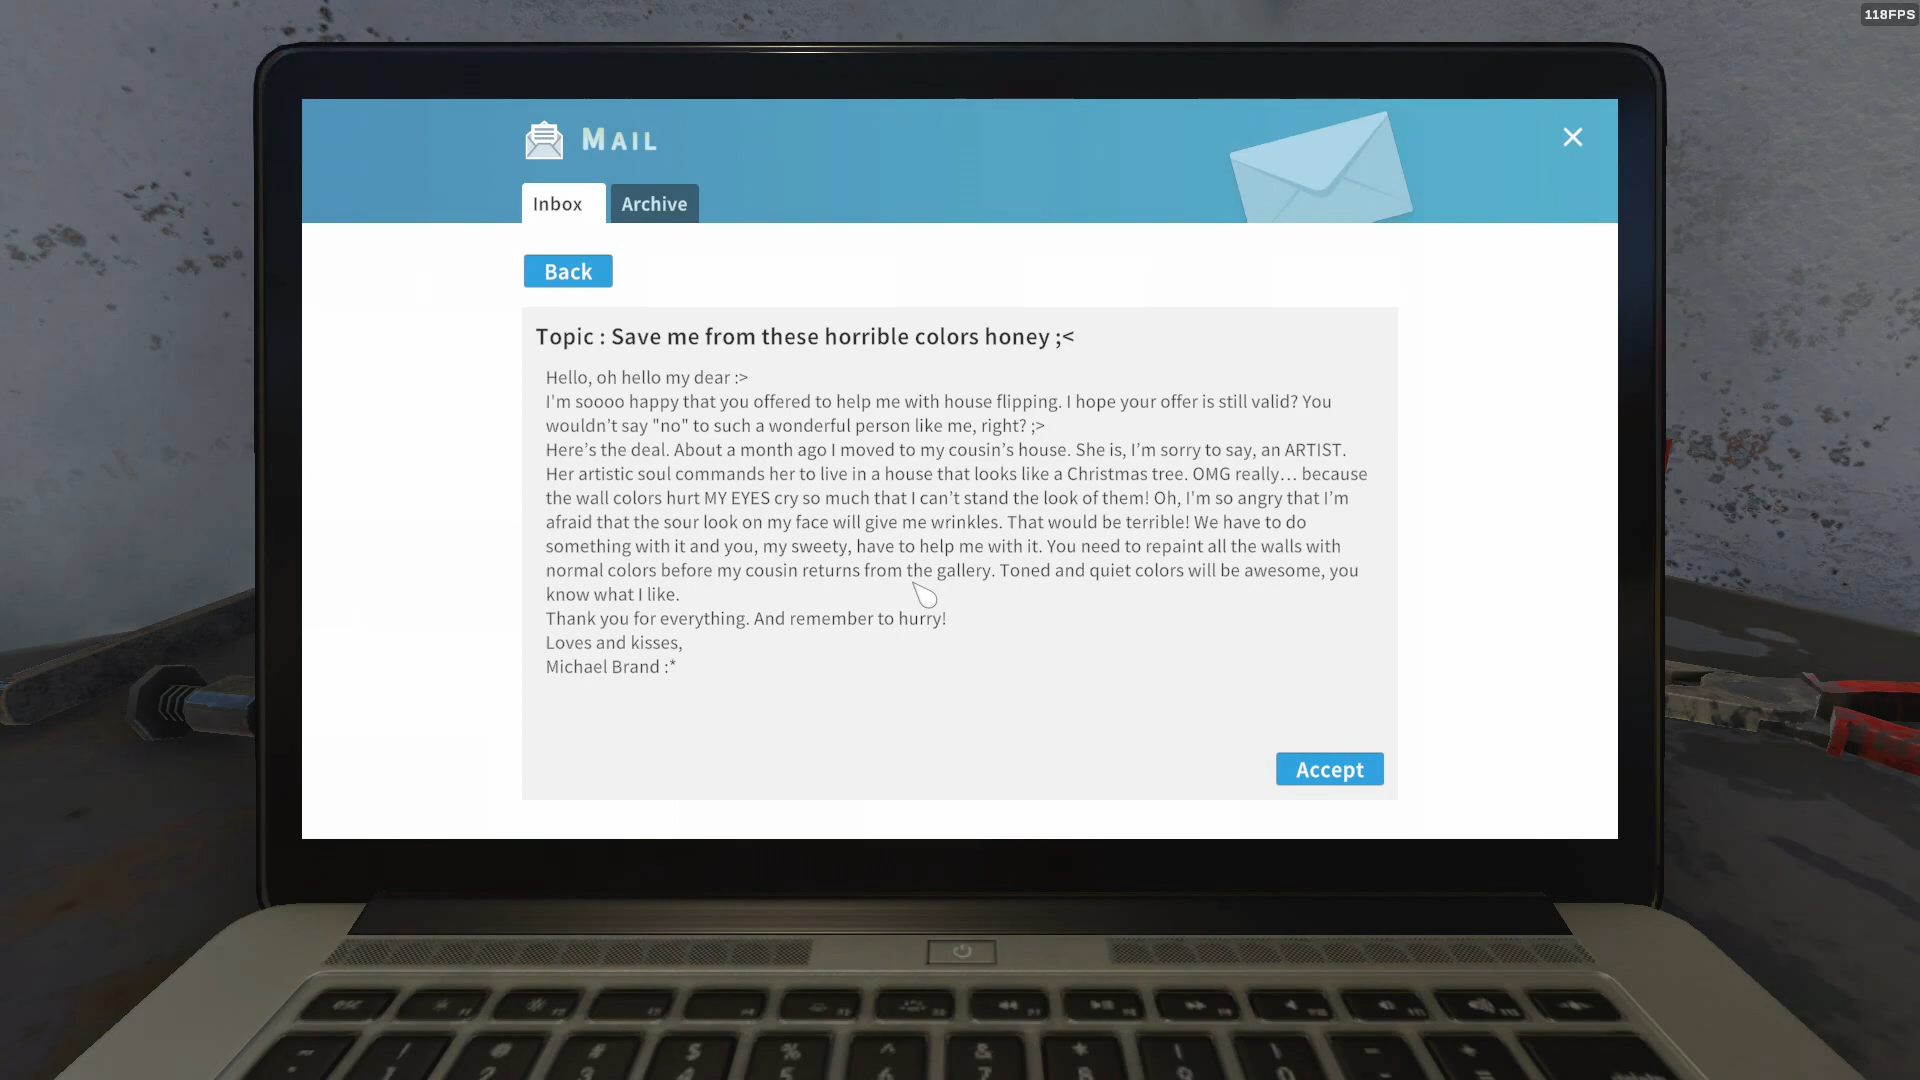 118FPS
MAIL
Inbox
Archive
Back
Topic : Save me from these horrible colors honey ;<
Hello, oh hello my dear :>
I'm soooo happy that you offered to help me with house flipping. I hope your offer is still valid? You
wouldn’t say "no" to such a wonderful person like me, right? ;>
Here’s the deal. About a month ago I moved to my cousin’s house. She is, I’m sorry to say, an ARTIST.
Her artistic soul commands her to live in a house that looks like a Christmas tree. OMG really… because
the wall colors hurt MY EYES cry so much that I can’t stand the look of them! Oh, I'm so angry that I’m
afraid that the sour look on my face will give me wrinkles. That would be terrible! We have to do
something with it and you, my sweety, have to help me with it. You need to repaint all the walls with
normal colors before my cousin returns from the gallery. Toned and quiet colors will be awesome, you
know what I like.
Thank you for everything. And remember to hurry!
Loves and kisses,
Michael Brand :*
Accept
esc